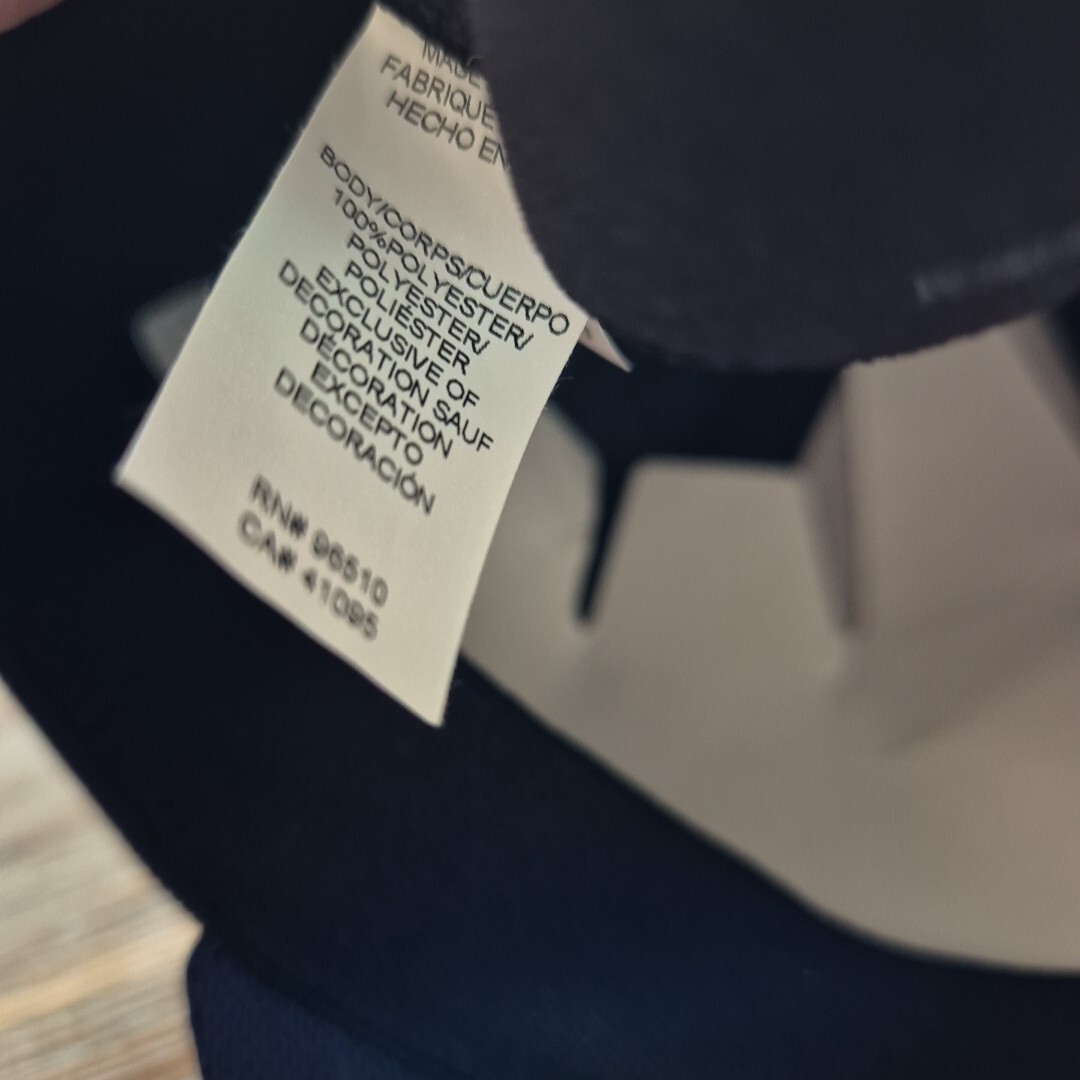 MADE
FABRIQUE
HECHO EN
BODY/CORPS/CUERPO
100%POLYESTER/
POLYESTER/
POLIÉSTER
EXCLUSIVE OF
DECORATION SAUF
DÉCORATION
EXCEPTO
DECORACIÓN
RN# 96510
CA# 41095